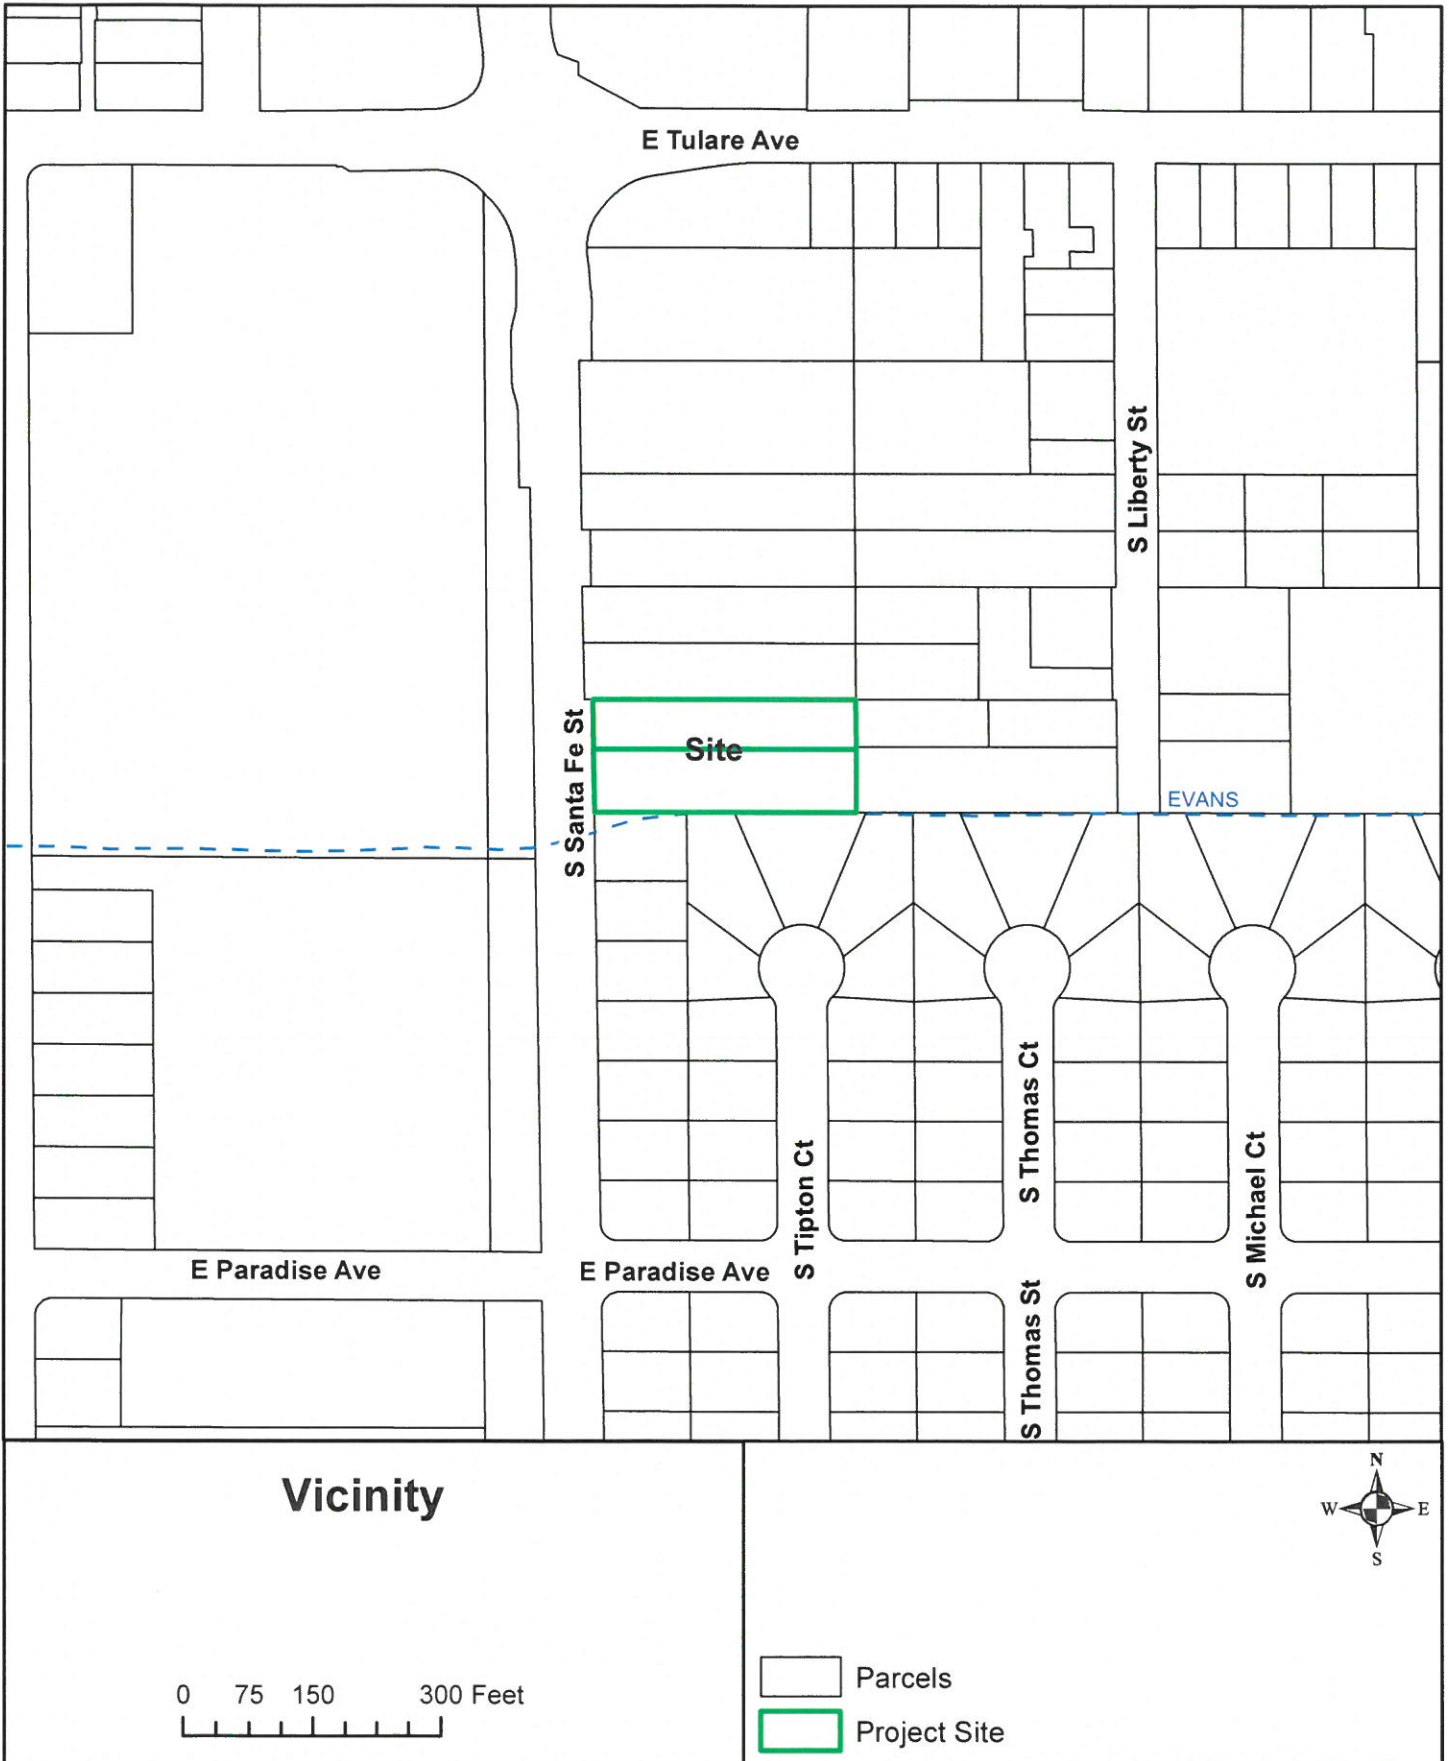 E Tulare Ave
S Liberty St
S Santa Fe St
Site
EVANS
S Tipton Ct
S Thomas Ct
S Michael Ct
E Paradise Ave
E Paradise Ave
S Thomas St
Vicinity
N
W E
S
0 75 150 300 Feet
Parcels
Project Site